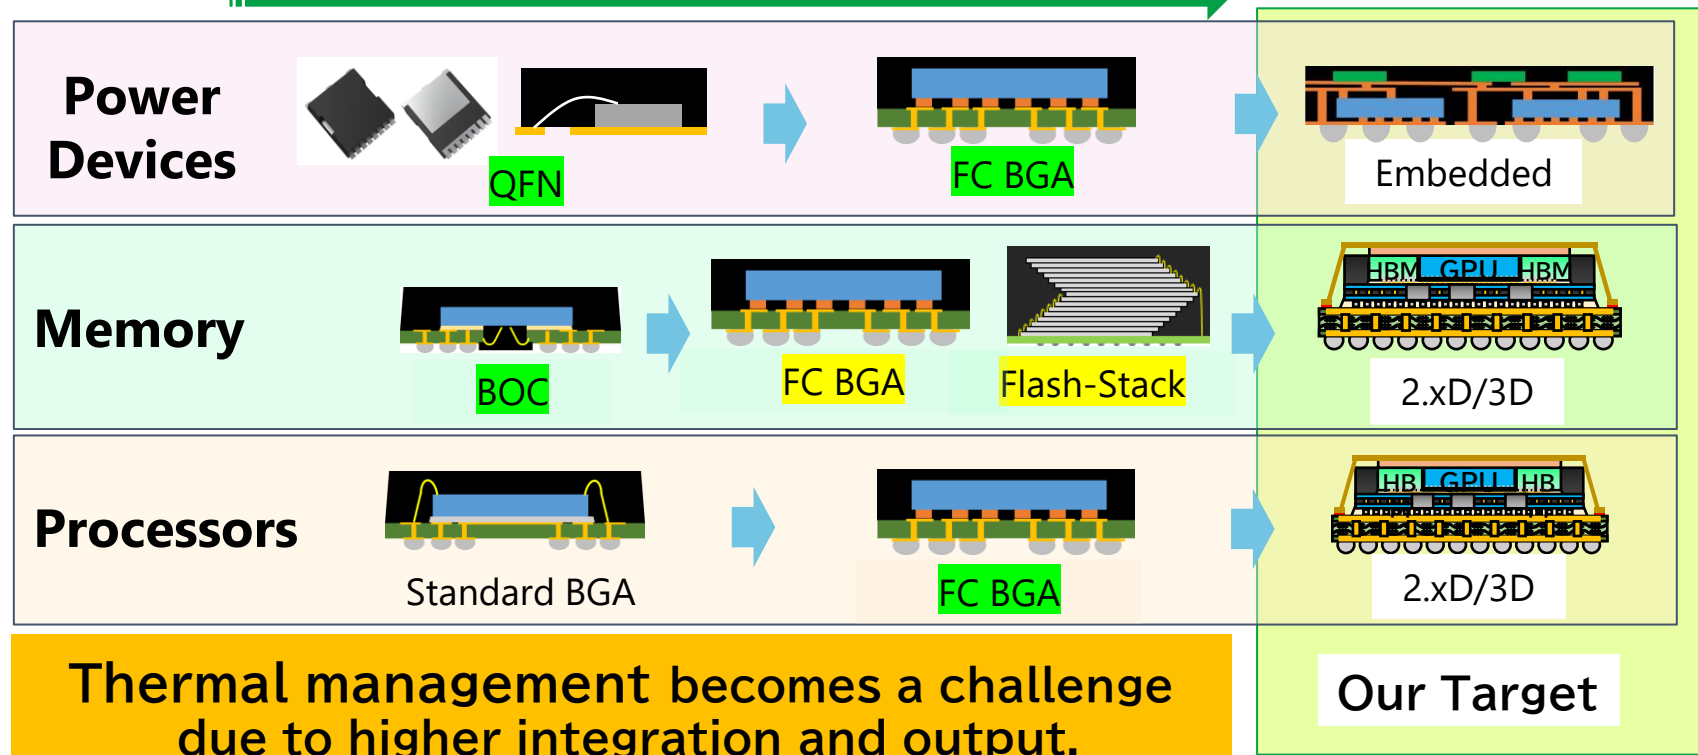 Power
Devices
QFN
FC BGA
Embedded
Memory
BOC
FC BGA
Flash-Stack
HBM GPU HBM
2.xD/3D
Processors
Standard BGA
FC BGA
HB GPU HB
2.xD/3D
Thermal management becomes a challenge
due to higher integration and output.
Our Target